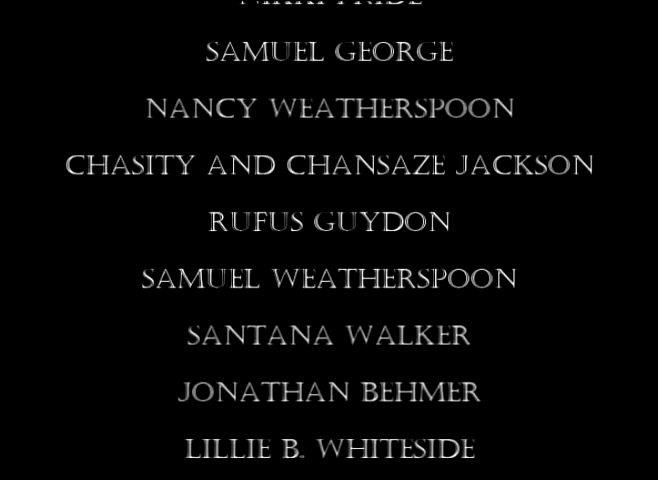 SAMUEL GEORGE
NANCY WEATHERSPOON
CHASITY AND CHANSAZE JACKSON
RUFUS GUYDON
SAMUEL WEATHERSPOON
SANTANA WALKER
JONATHAN BEHMER
LILLIE B. WHITESIDE